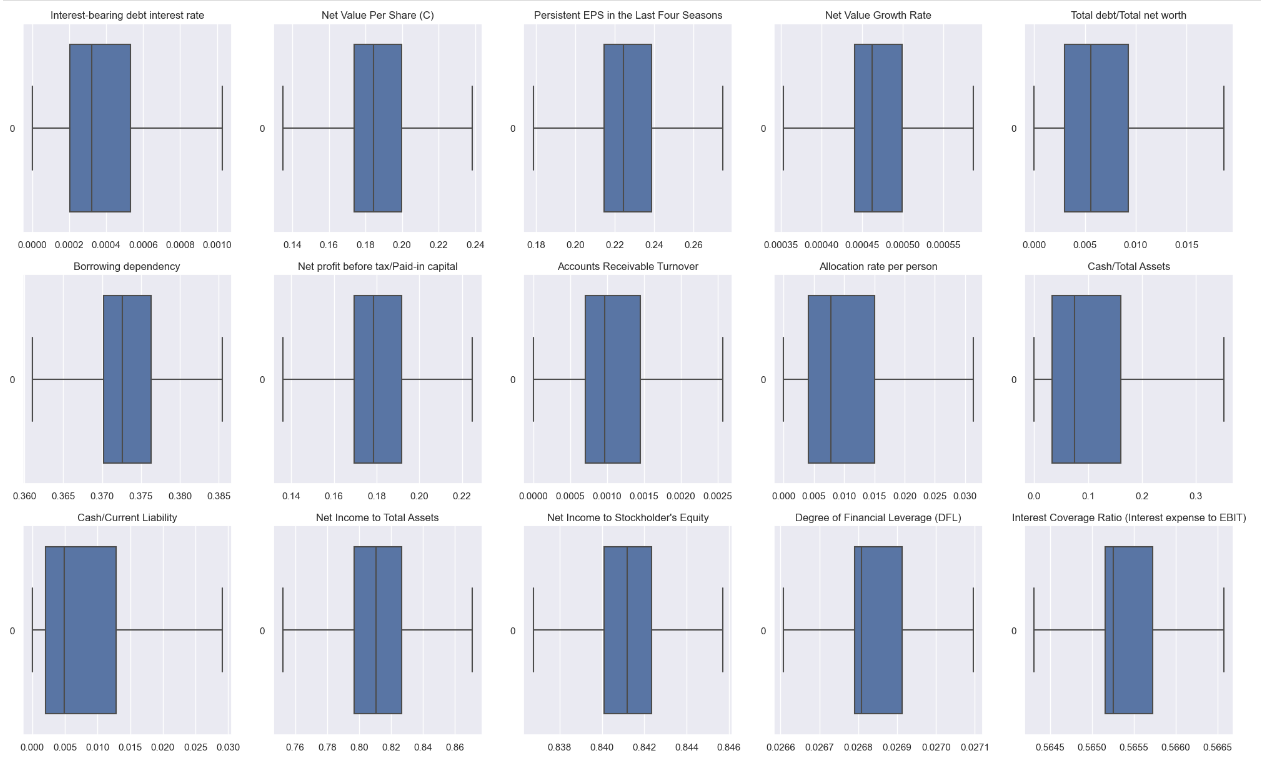 Interest-bearing debt interest rate
0
0.0000 0.0002 0.0004 0.0006 0.0008 0.0010
Net Value Per Share (C)
0
0.14 0.16 0.18 0.20 0.22 0.24
Persistent EPS in the Last Four Seasons
0
0.18 0.20 0.22 0.24 0.26
Net Value Growth Rate
0
0.00035 0.00040 0.00045 0.00050 0.00055
Total debt/Total net worth
0
0.000 0.005 0.010 0.015
Borrowing dependency
0
0.360 0.365 0.370 0.375 0.380 0.385
Net profit before tax/Paid-in capital
0
0.14 0.16 0.18 0.20 0.22
Accounts Receivable Turnover
0
0.0000 0.0005 0.0010 0.0015 0.0020 0.0025
Allocation rate per person
0
0.000 0.005 0.010 0.015 0.020 0.025 0.030
Cash/Total Assets
0
0.0 0.1 0.2 0.3
Cash/Current Liability
0
0.000 0.005 0.010 0.015 0.020 0.025 0.030
Net Income to Total Assets
0
0.76 0.78 0.80 0.82 0.84 0.86
Net Income to Stockholder's Equity
0
0.838 0.840 0.842 0.844 0.846
Degree of Financial Leverage (DFL)
0
0.0266 0.0267 0.0268 0.0269 0.0270 0.0271
Interest Coverage Ratio (Interest expense to EBIT)
0
0.5645 0.5650 0.5655 0.5660 0.5665